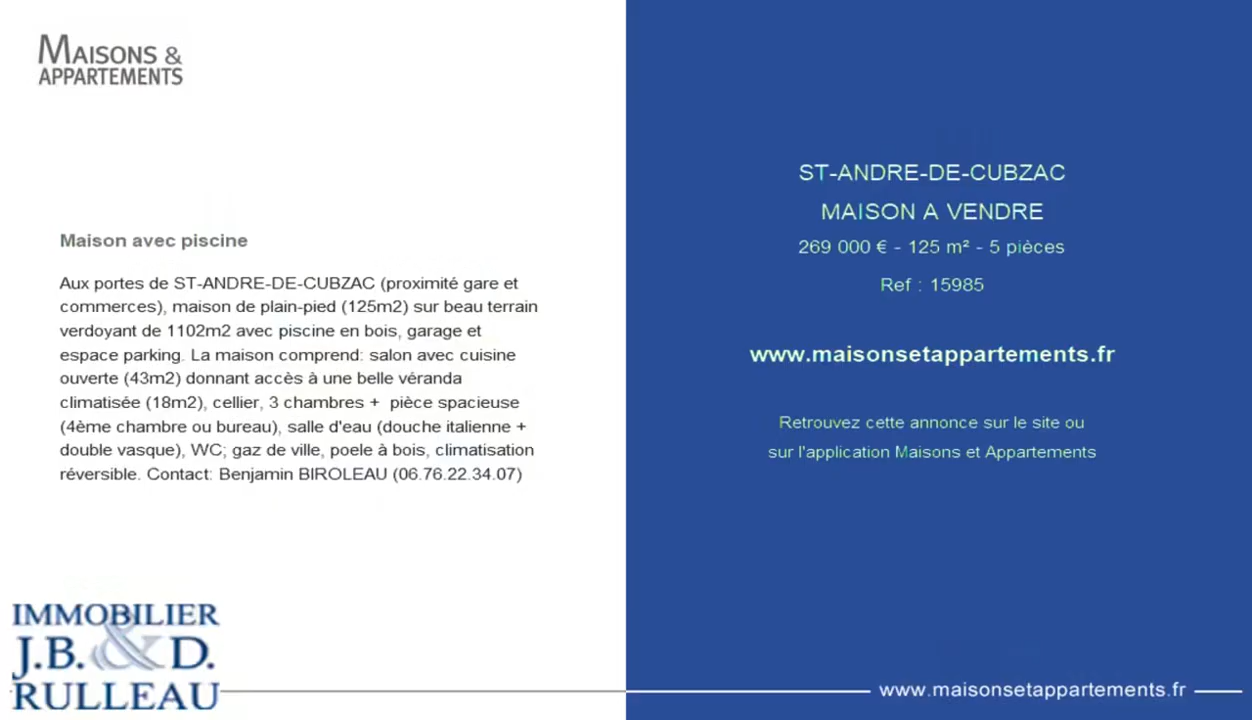 MAISONS &
APPARTEMENTS
Maison avec piscine
Aux portes de ST-ANDRE-DE-CUBZAC (proximité gare et
commerces), maison de plain-pied (125m2) sur beau terrain
verdoyant de 1102m2 avec piscine en bois, garage et
espace parking. La maison comprend: salon avec cuisine
ouverte (43m2) donnant accès à une belle véranda
climatisée (18m2), cellier, 3 chambres +  pièce spacieuse
(4ème chambre ou bureau), salle d'eau (douche italienne +
double vasque), WC; gaz de ville, poele à bois, climatisation
réversible. Contact: Benjamin BIROLEAU (06.76.22.34.07)
IMMOBILIER
J.B. & D.
RULLEAU
ST-ANDRE-DE-CUBZAC
MAISON A VENDRE
269 000 € - 125 m² - 5 pièces
Ref : 15985
www.maisonsetappartements.fr
Retrouvez cette annonce sur le site ou
sur l'application Maisons et Appartements
www.maisonsetappartements.fr